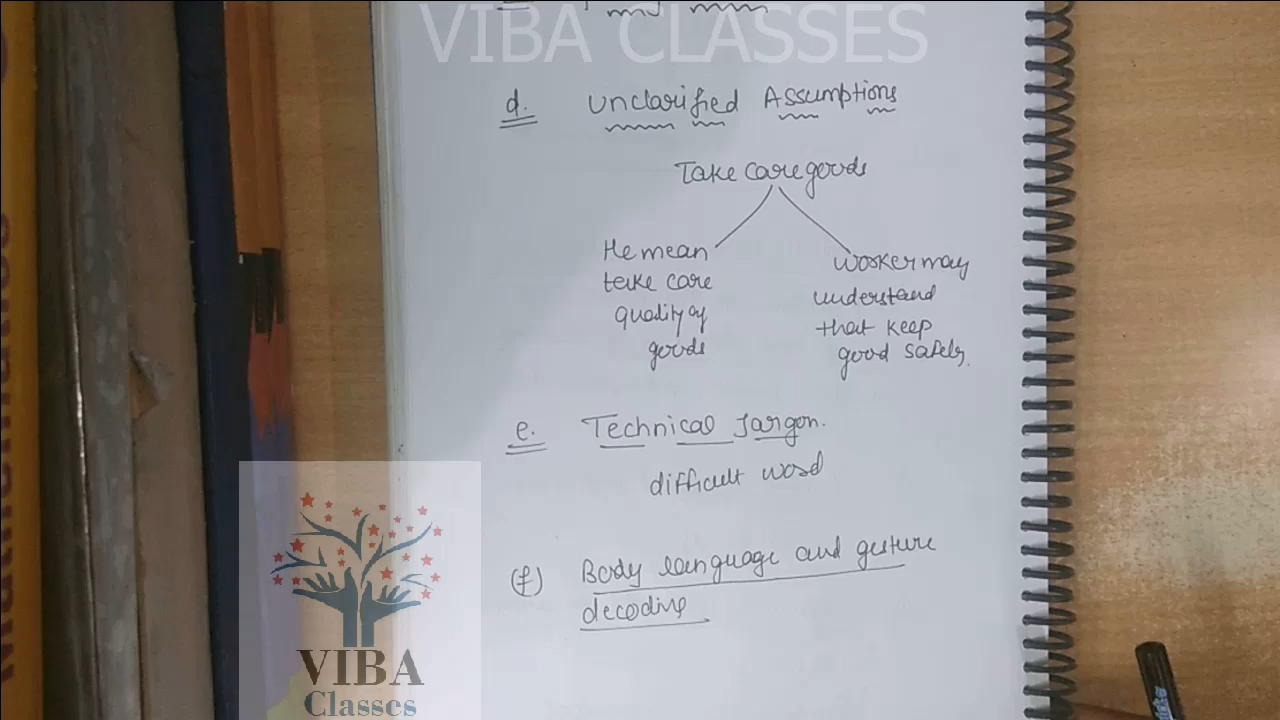 VIBA CLASSES
d. Unclarified Assumptions
Take care goods
He mean
take care
quality of
goods
Worker may
understand
that keep
good safely.
e. Technical Jargon.
difficult word
(f) Body language and gesture
decoding
VIBA
Classes